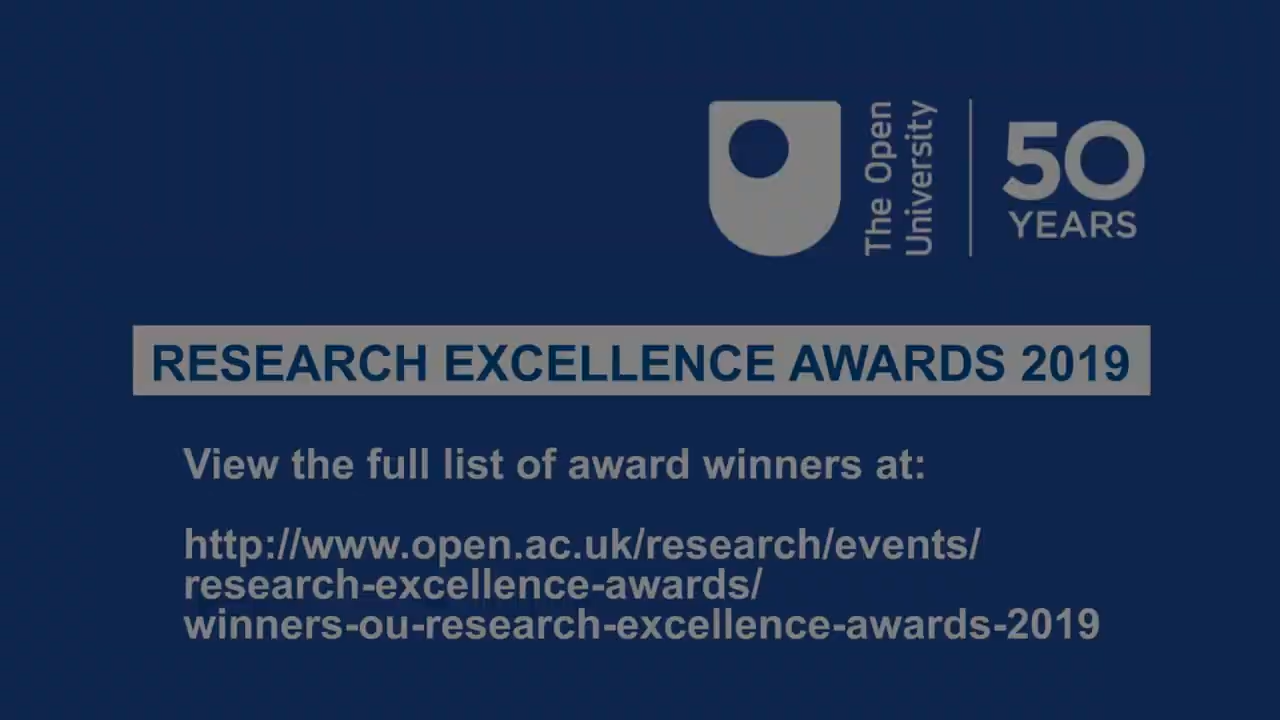 The Open
University
50
YEARS
RESEARCH EXCELLENCE AWARDS 2019
View the full list of award winners at:
http://www.open.ac.uk/research/events/
research-excellence-awards/
winners-ou-research-excellence-awards-2019